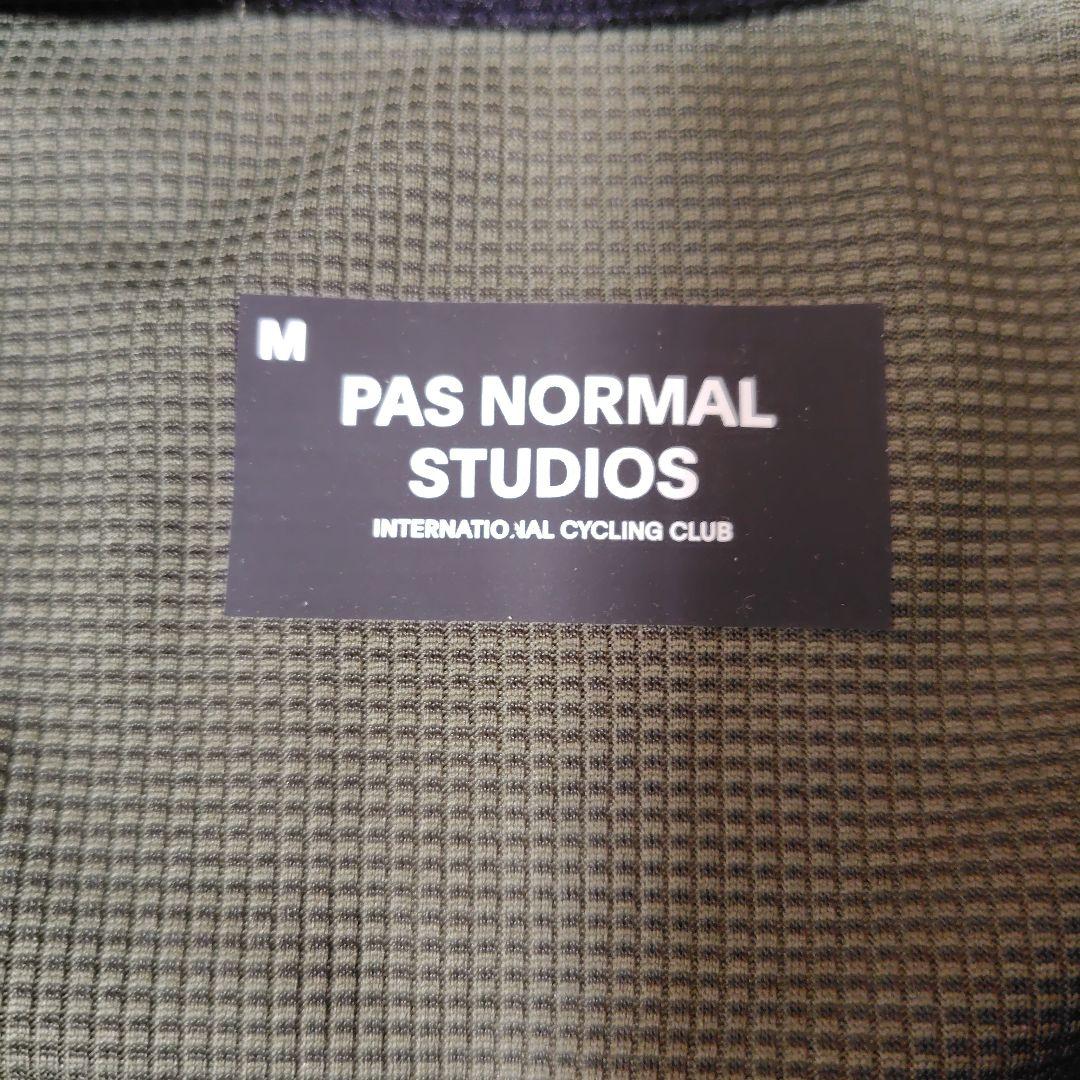 M
PAS NORMAL
STUDIOS
INTERNATIONAL CYCLING CLUB